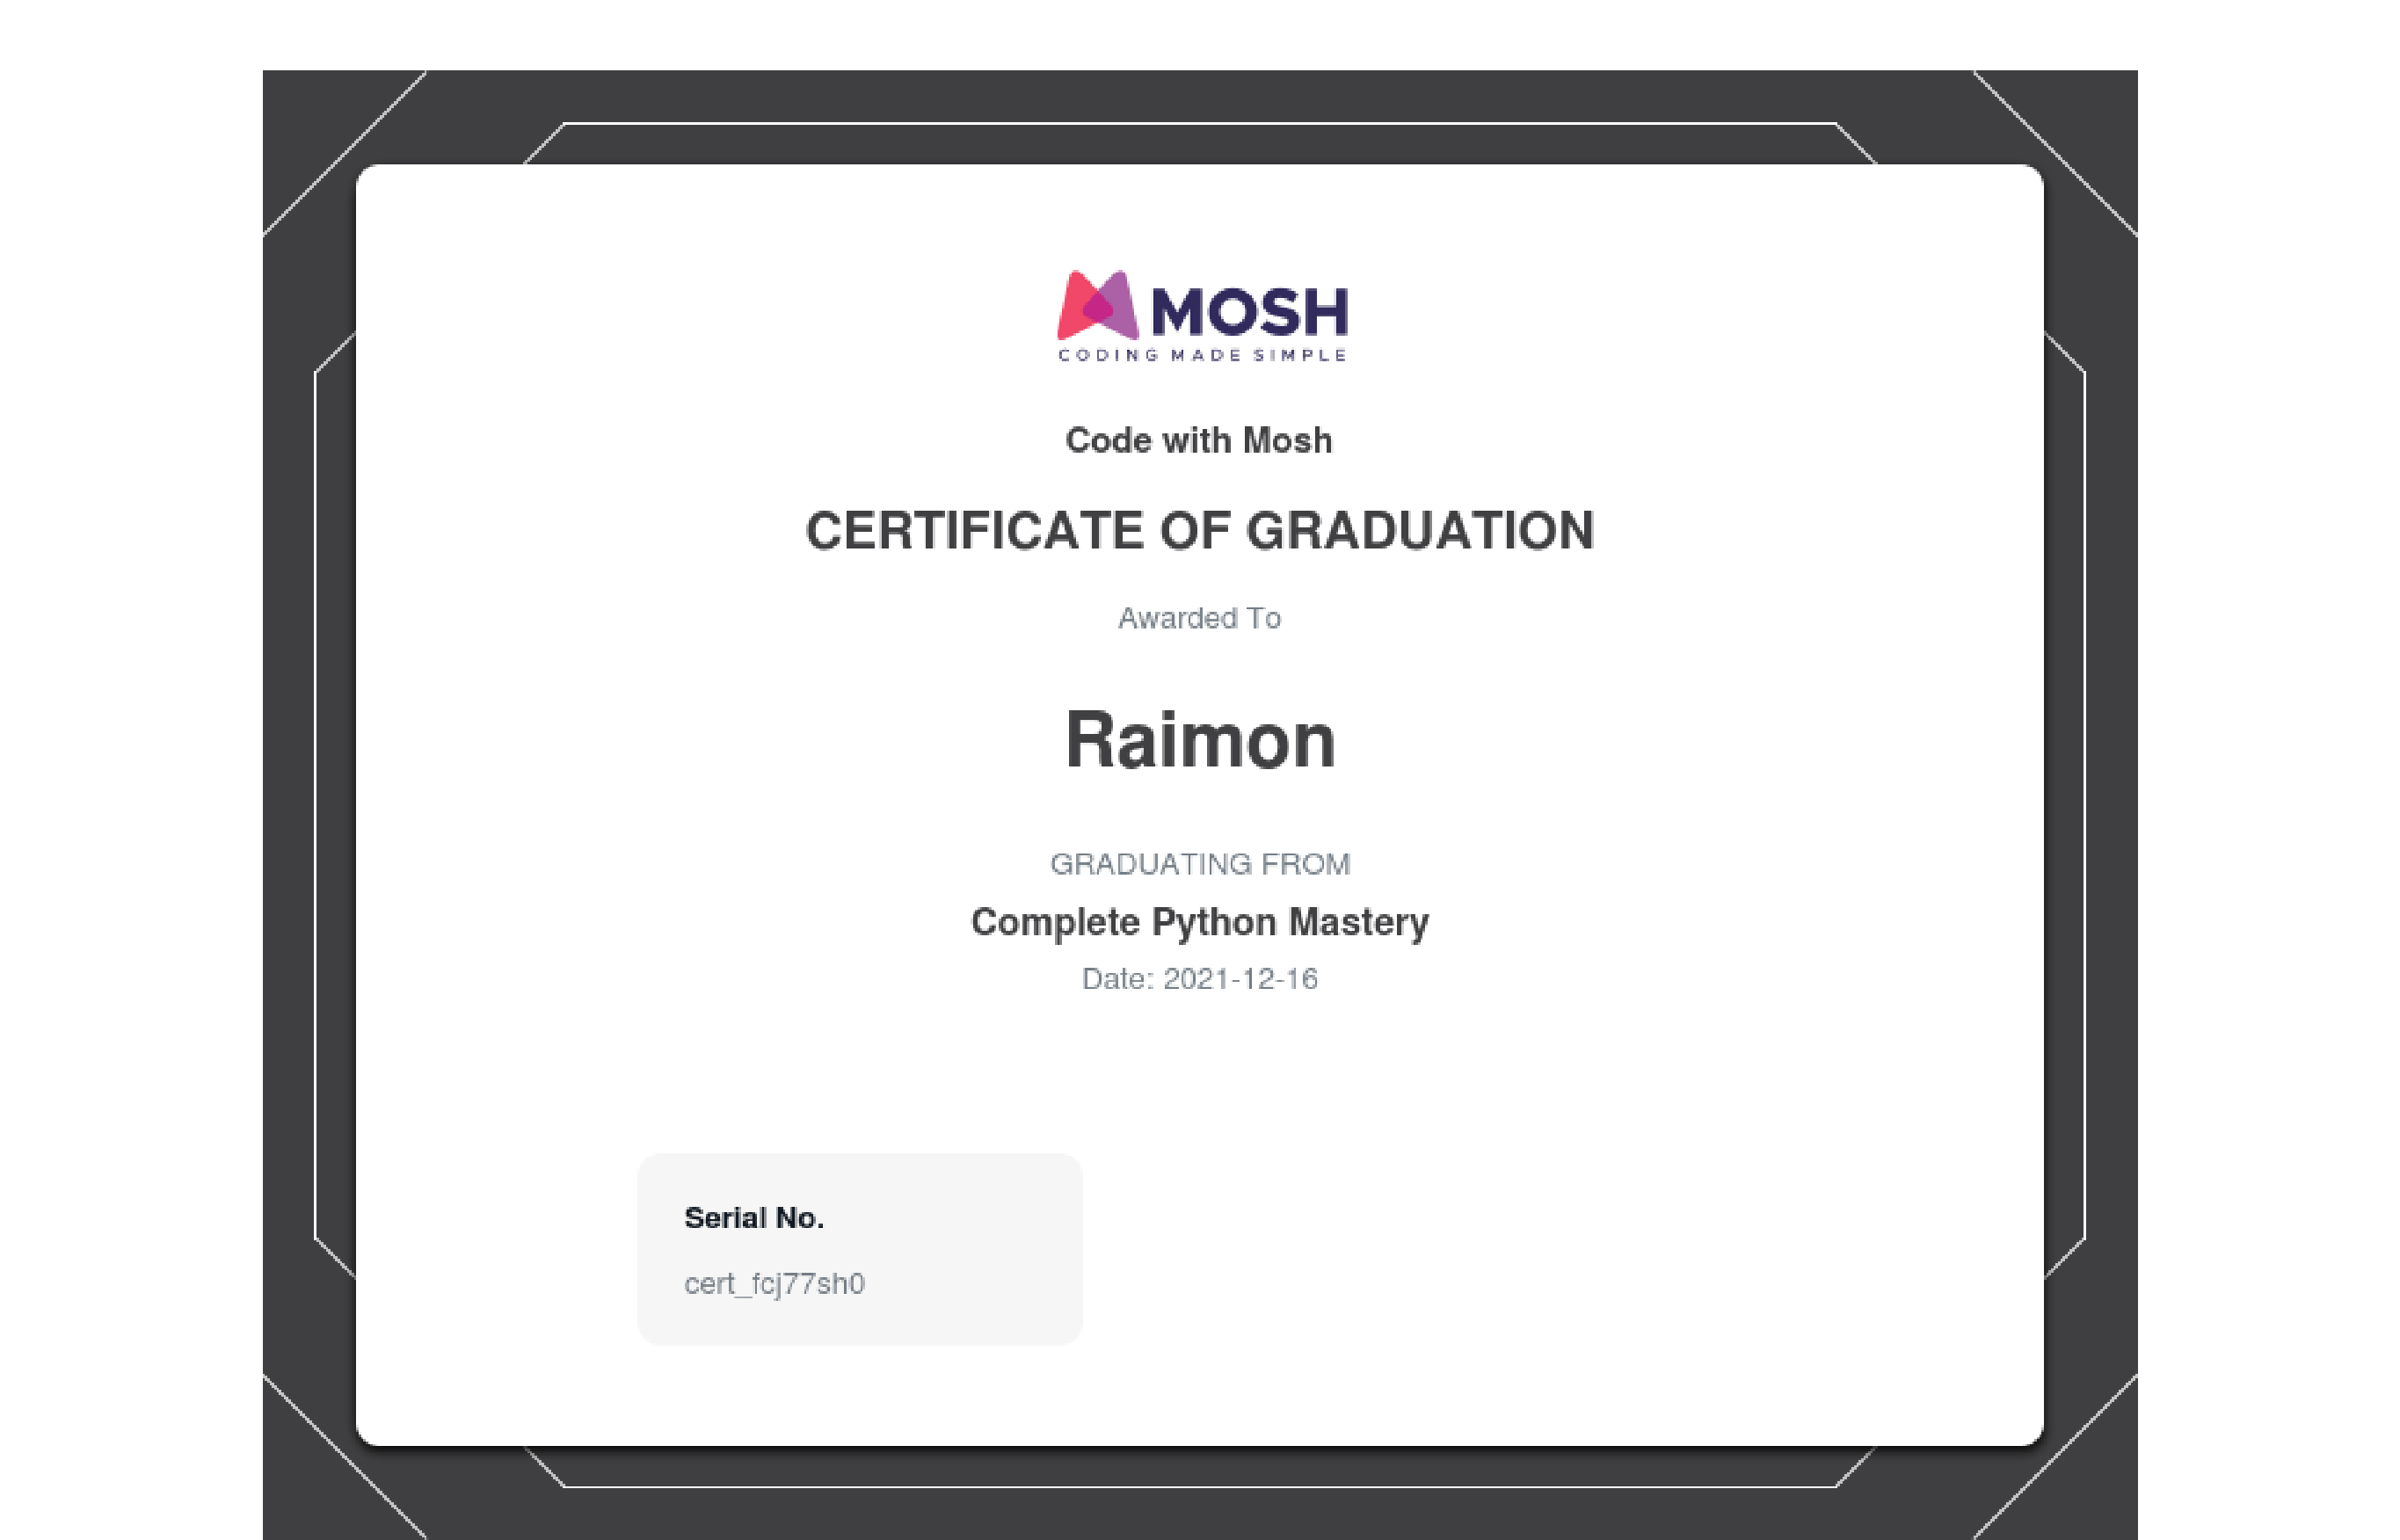 MOSH
CODING MADE SIMPLE
Code with Mosh
CERTIFICATE OF GRADUATION
Awarded To
Raimon
GRADUATING FROM
Complete Python Mastery
Date: 2021-12-16
Serial No.
cert_fcj77sh0